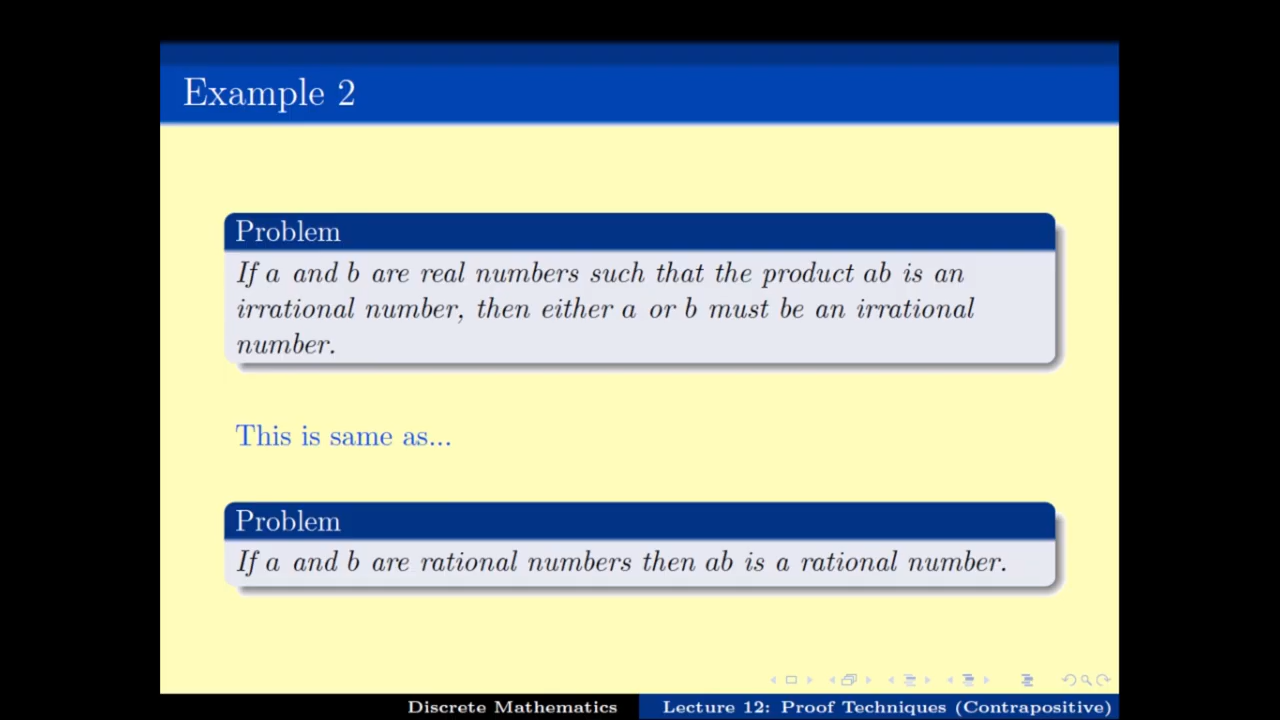 Example 2
Problem
If a and b are real numbers such that the product ab is an
irrational number, then either a or b must be an irrational
number.
This is same as...
Problem
If a and b are rational numbers then ab is a rational number.
Discrete Mathematics
Lecture 12: Proof Techniques (Contrapositive)